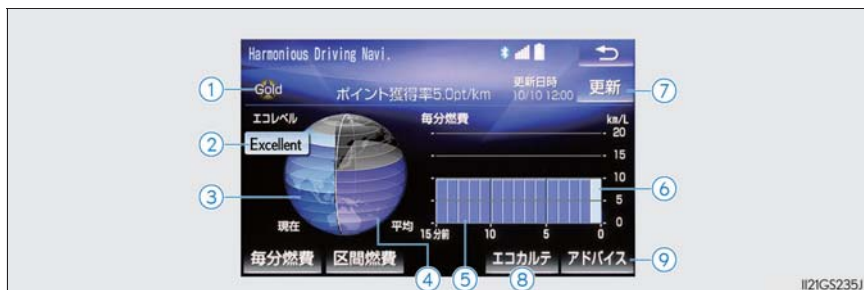 Harmonious Driving Navi.
① Gold ポイント獲得率5.0pt/km 更新日時 10/10 12:00 更新 ⑦
エコレベル 毎分燃費 km/L
② Excellent
20
15
10
5
0
③ ⑥
現在 平均 15分前 10 5 0
毎分燃費 区間燃費 エコカルテ アドバイス ⑨
④ ⑤ ⑧
II21GS235J